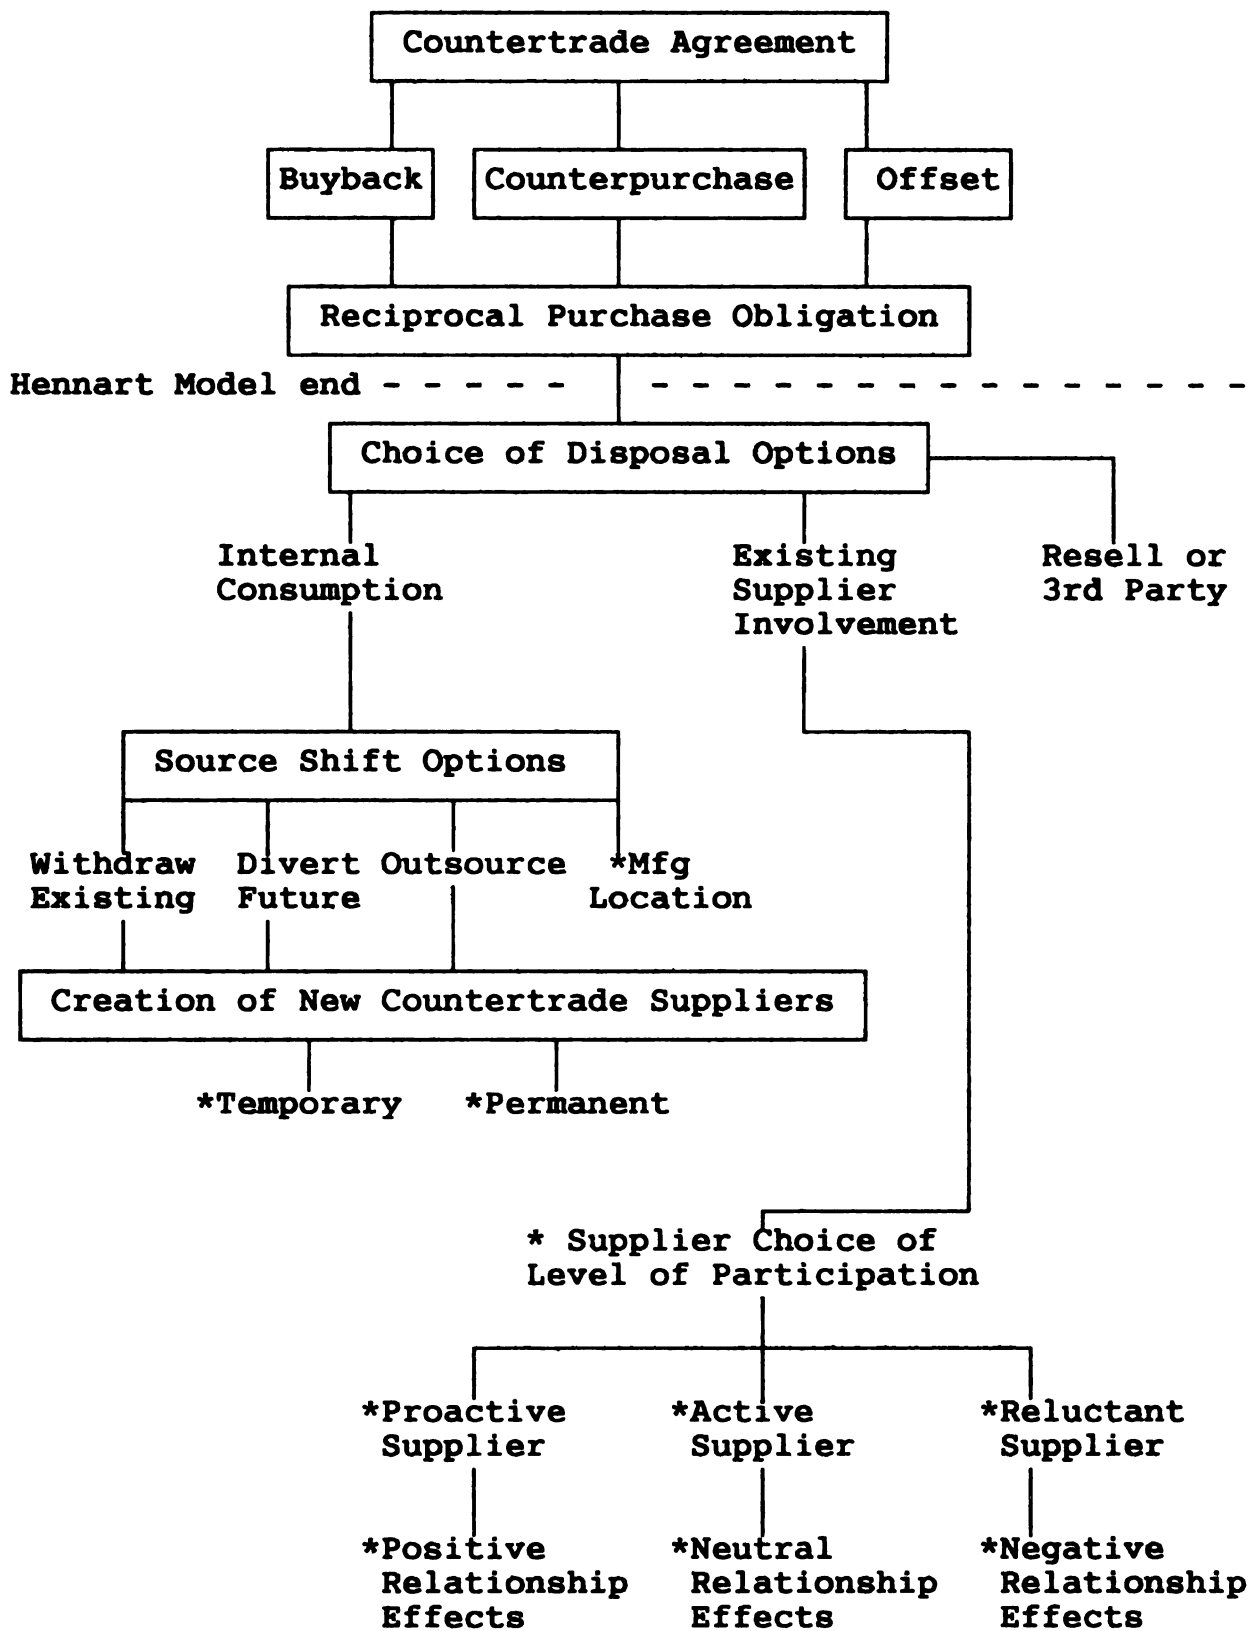 Countertrade Agreement
Buyback
Counterpurchase
Offset
Reciprocal Purchase Obligation
Hennart Model end
Choice of Disposal Options
Internal
Consumption
Existing
Supplier
Involvement
Resell or
3rd Party
Source Shift Options
Withdraw
Existing
Divert
Future
Outsource
*Mfg
Location
Creation of New Countertrade Suppliers
*Temporary
*Permanent
* Supplier Choice of
Level of Participation
*Proactive
Supplier
*Active
Supplier
*Reluctant
Supplier
*Positive
Relationship
Effects
*Neutral
Relationship
Effects
*Negative
Relationship
Effects